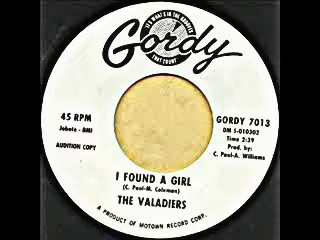 IT'S WHAT'S IN THE GROOVES
THAT COUNT
Gordy
45 RPM
Jobete - BMI
AUDITION COPY
GORDY 7013
DM S-010302
Time 2:39
Prod. by:
C. Paul-A. Williams
I FOUND A GIRL
(C. Paul-M. Coleman)
THE VALADIERS
A PRODUCT OF MOTOWN RECORD CORP.